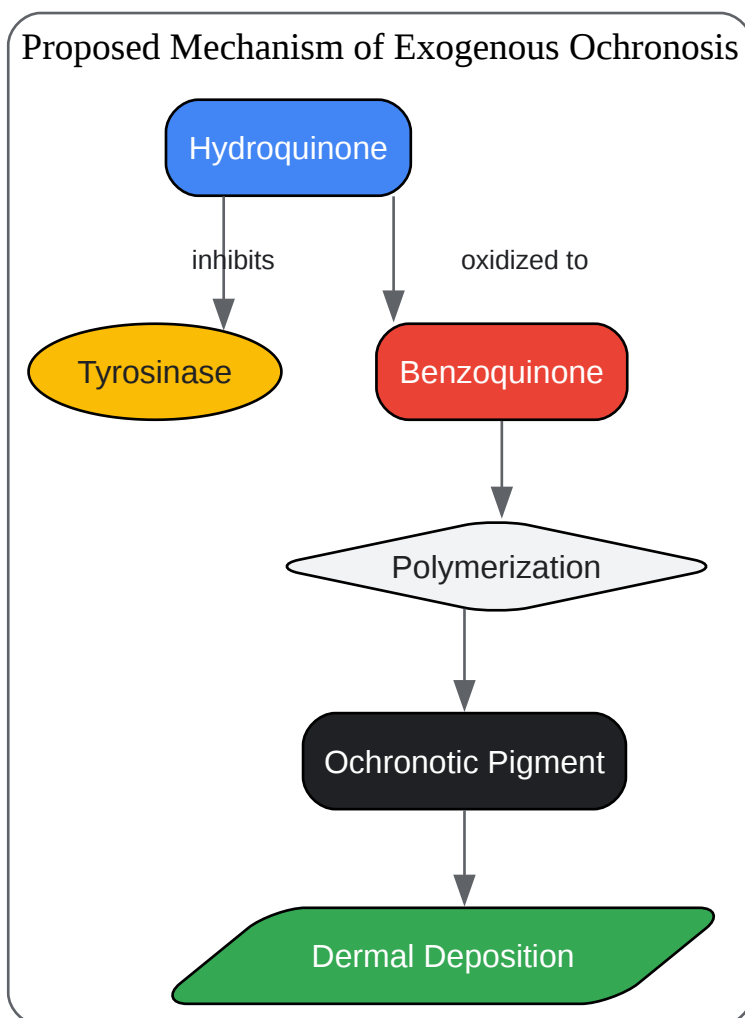 Proposed Mechanism of Exogenous Ochronosis
Hydroquinone
inhibits
oxidized to
Tyrosinase
Benzoquinone
Polymerization
Ochronotic Pigment
Dermal Deposition